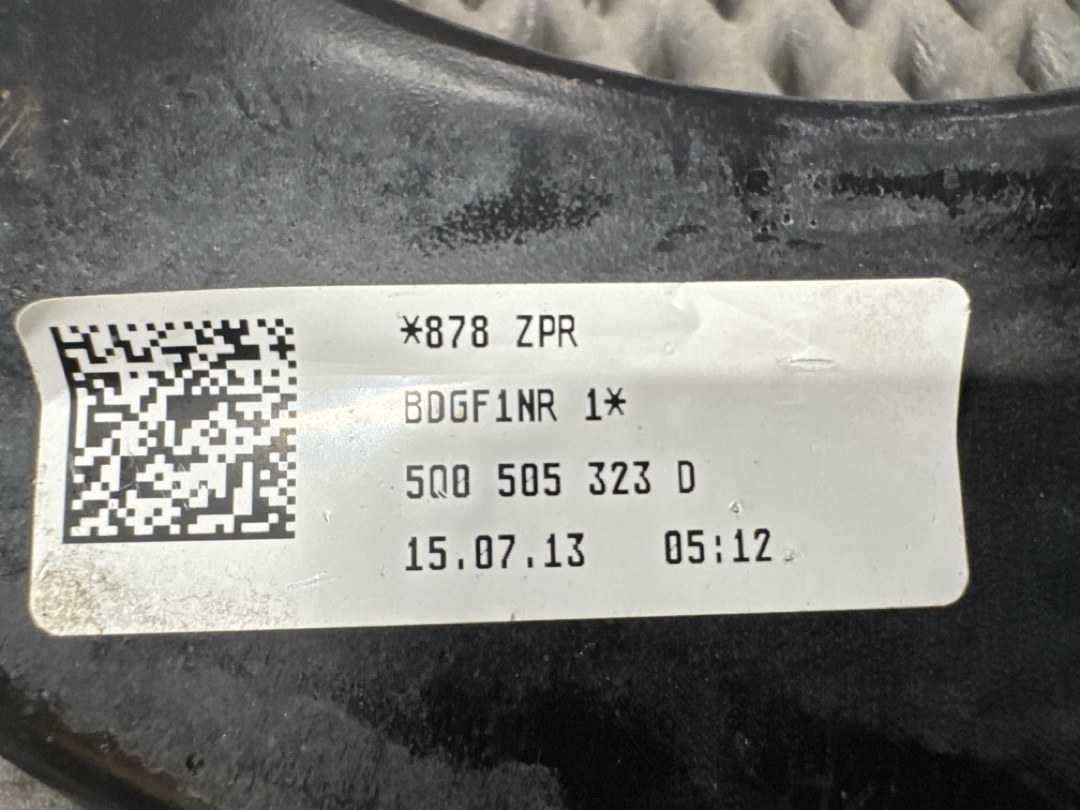 *878 ZPR
BDGF1NR 1*
5Q0 505 323 D
15.07.13 05:12